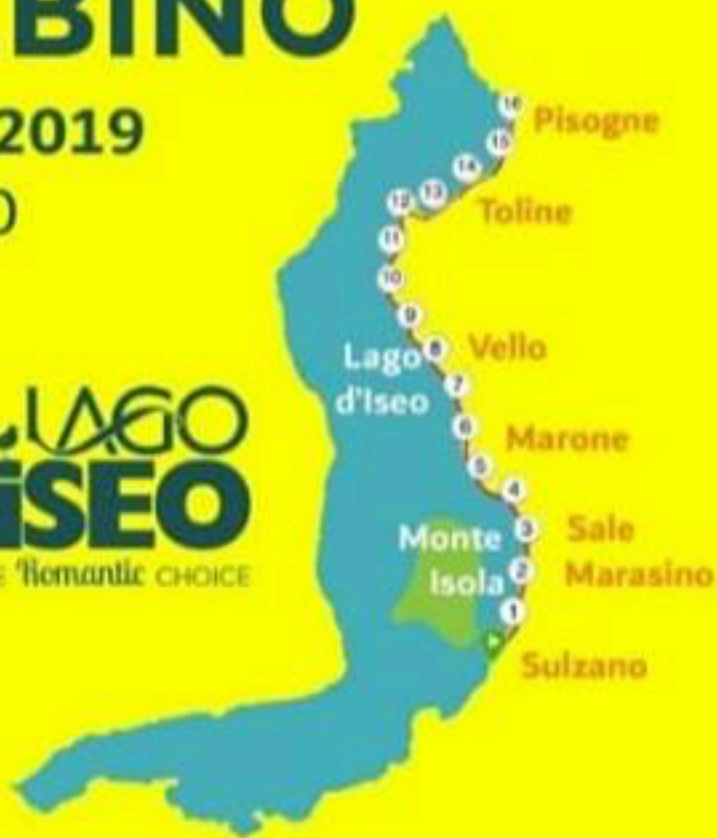 BINO
2019
0
LAGO
iSEO
E Romantic CHOICE
16
Pisogne
15
14
13
12
Toline
11
10
9
8
Vello
Lago
d'Iseo
7
6
Marone
5
4
3
Sale
Marasino
Monte
Isola
2
1
Sulzano